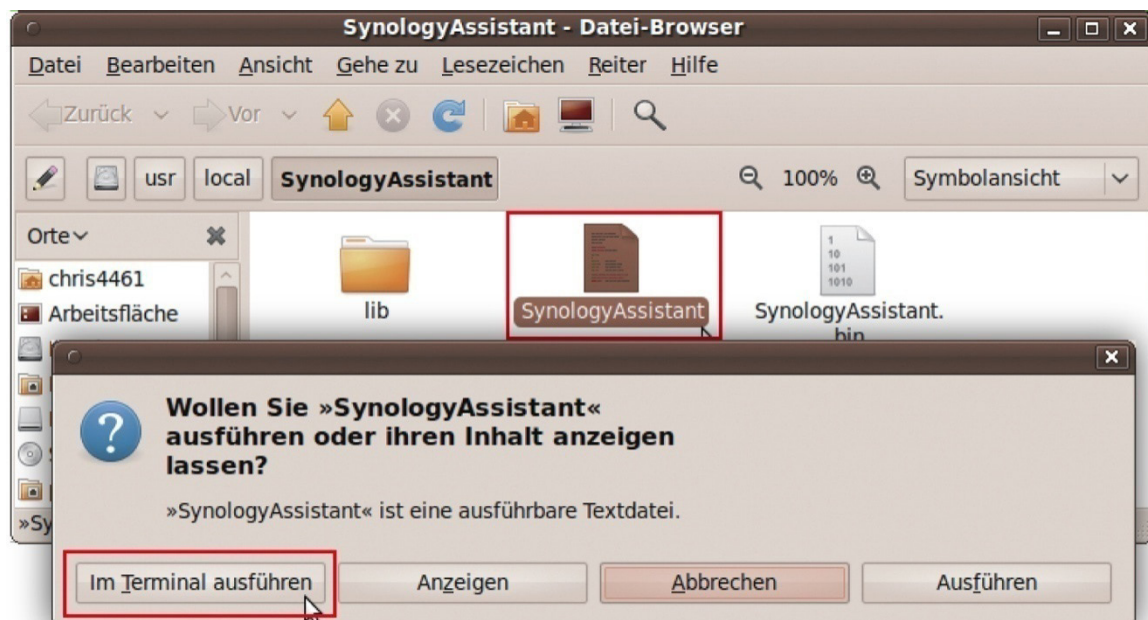 SynologyAssistant - Datei-Browser
Datei Bearbeiten Ansicht Gehe zu Lesezeichen Reiter Hilfe
Zurück Vor
usr local SynologyAssistant 100% Symbolansicht
Orte
chris4461
Arbeitsfläche
lib
SynologyAssistant
SynologyAssistant.
bin
1
10
101
1010
Wollen Sie »SynologyAssistant«
ausführen oder ihren Inhalt anzeigen
lassen?
»SynologyAssistant« ist eine ausführbare Textdatei.
»Sy
Im Terminal ausführen Anzeigen Abbrechen Ausführen